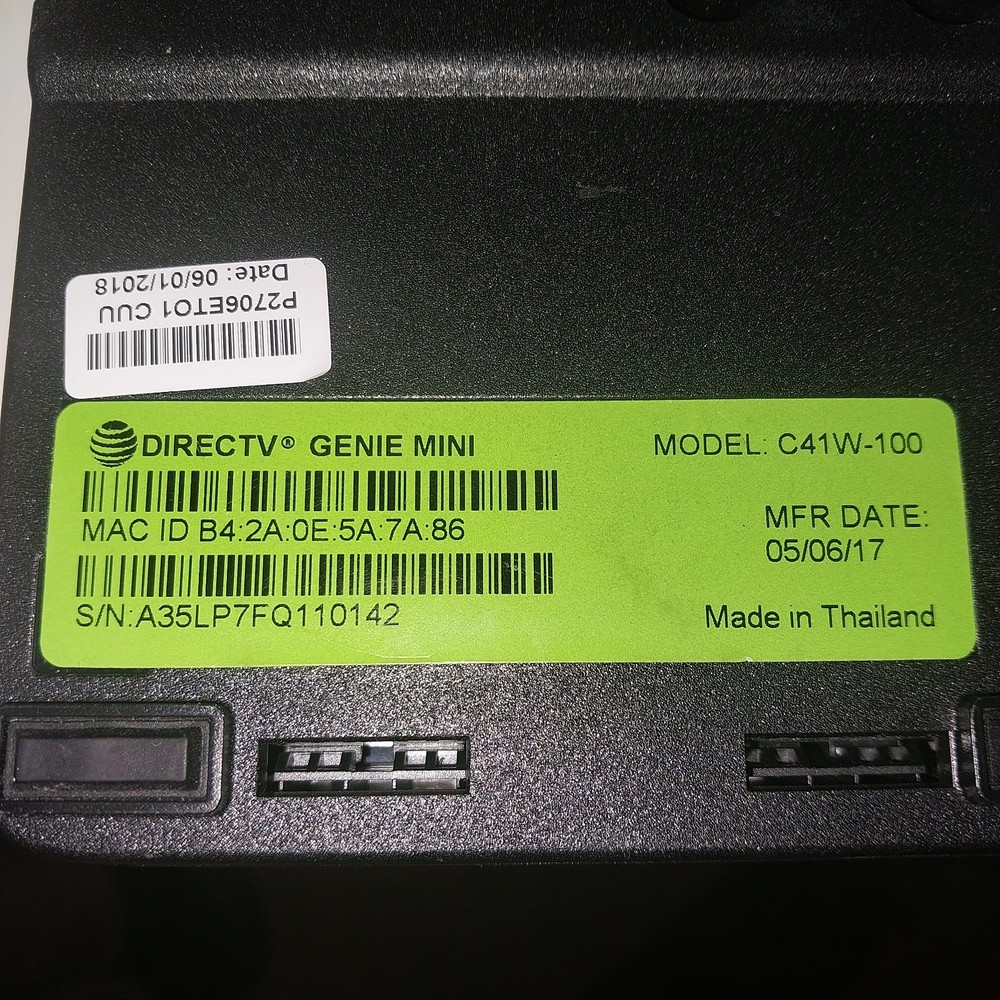 Date: 06/01/2018
P2706ETO1 CUU
DIRECTV® GENIE MINI
MODEL: C41W-100
MAC ID B4:2A:0E:5A:7A:86
MFR DATE:
05/06/17
S/N:A35LP7FQ110142
Made in Thailand